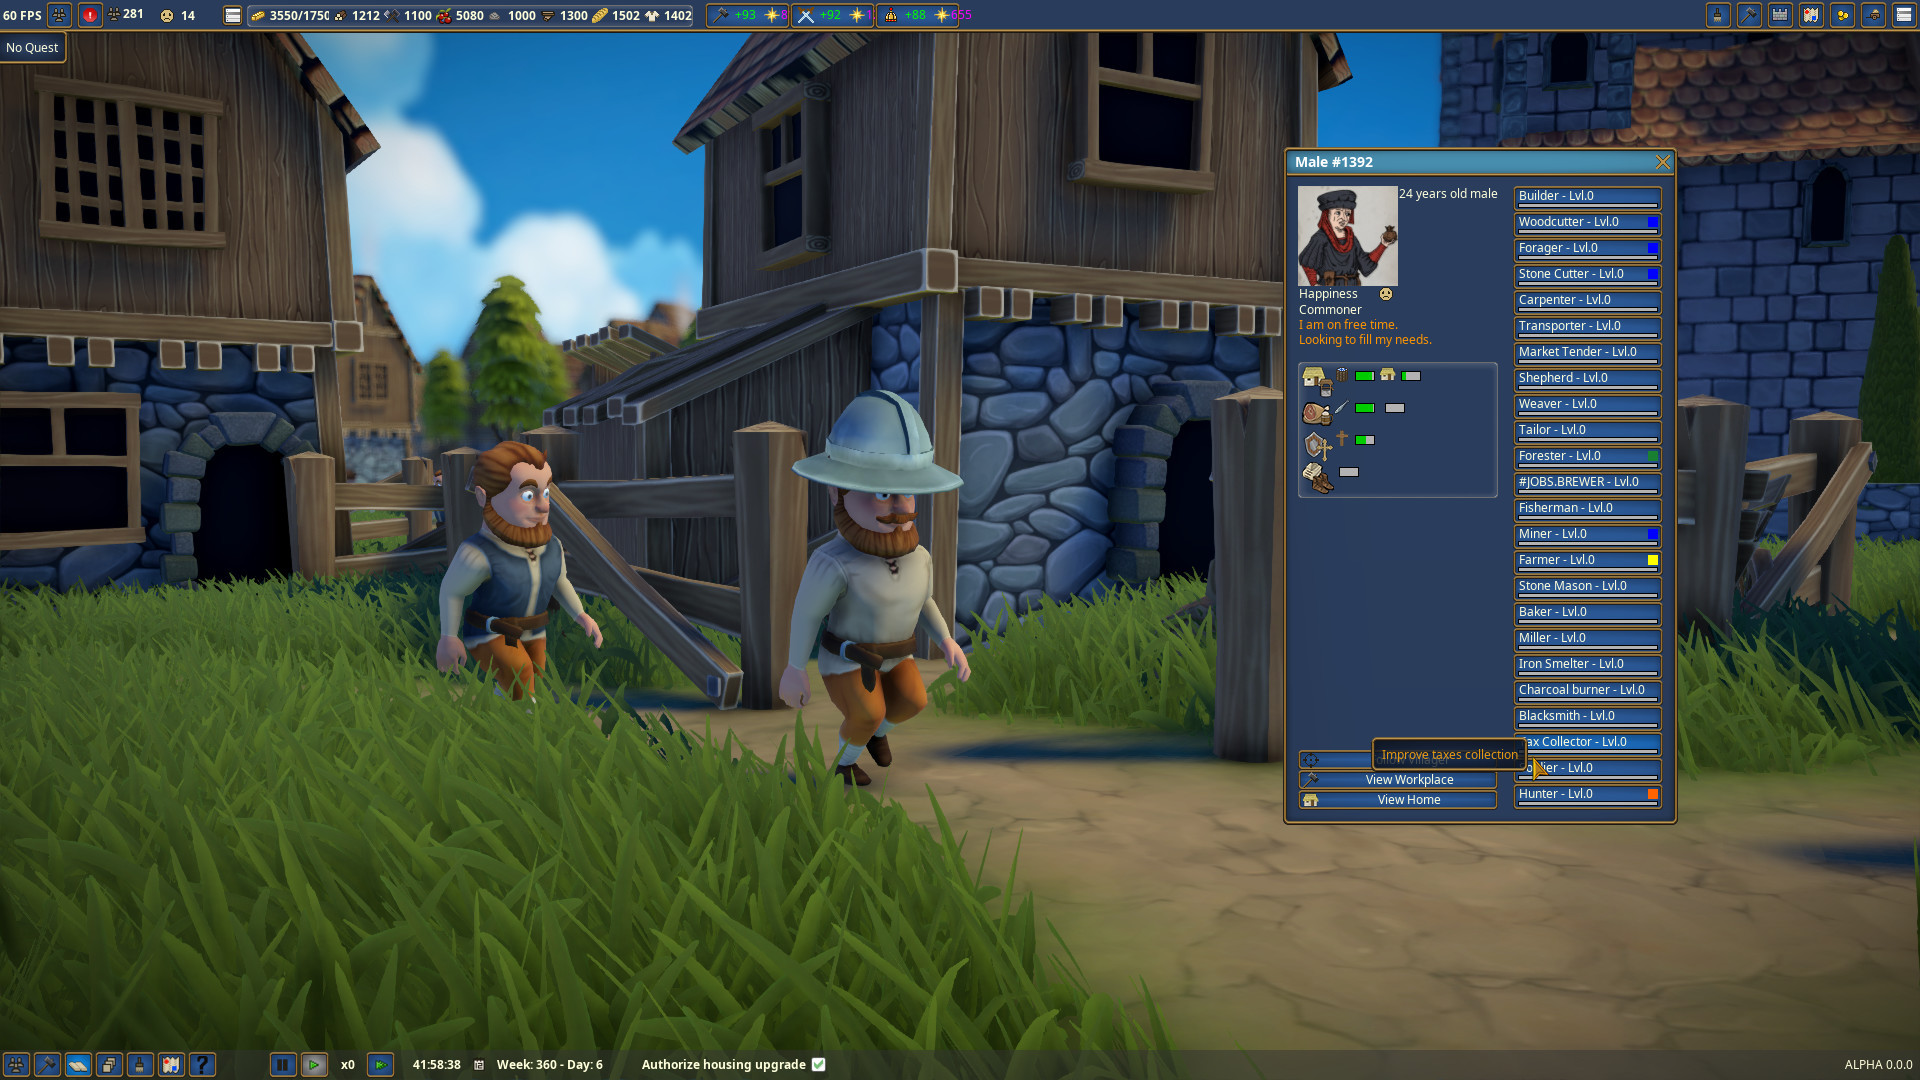 60 FPS
281
14
3550/1750
1212
1100
5080
1000
1300
1502
1402
+93
+92
+88
655
No Quest
Male #1392
24 years old male
Happiness
Commoner
I am on free time.
Looking to fill my needs.
Builder - Lvl.0
Woodcutter - Lvl.0
Forager - Lvl.0
Stone Cutter - Lvl.0
Carpenter - Lvl.0
Transporter - Lvl.0
Market Tender - Lvl.0
Shepherd - Lvl.0
Weaver - Lvl.0
Tailor - Lvl.0
Forester - Lvl.0
#JOBS.BREWER - Lvl.0
Fisherman - Lvl.0
Miner - Lvl.0
Farmer - Lvl.0
Stone Mason - Lvl.0
Baker - Lvl.0
Miller - Lvl.0
Iron Smelter - Lvl.0
Charcoal burner - Lvl.0
Blacksmith - Lvl.0
Tax Collector - Lvl.0
Lvl.0
Hunter - Lvl.0
Improve taxes collection
View Workplace
View Home
x0
41:58:38
Week: 360 - Day: 6
Authorize housing upgrade
ALPHA 0.0.0